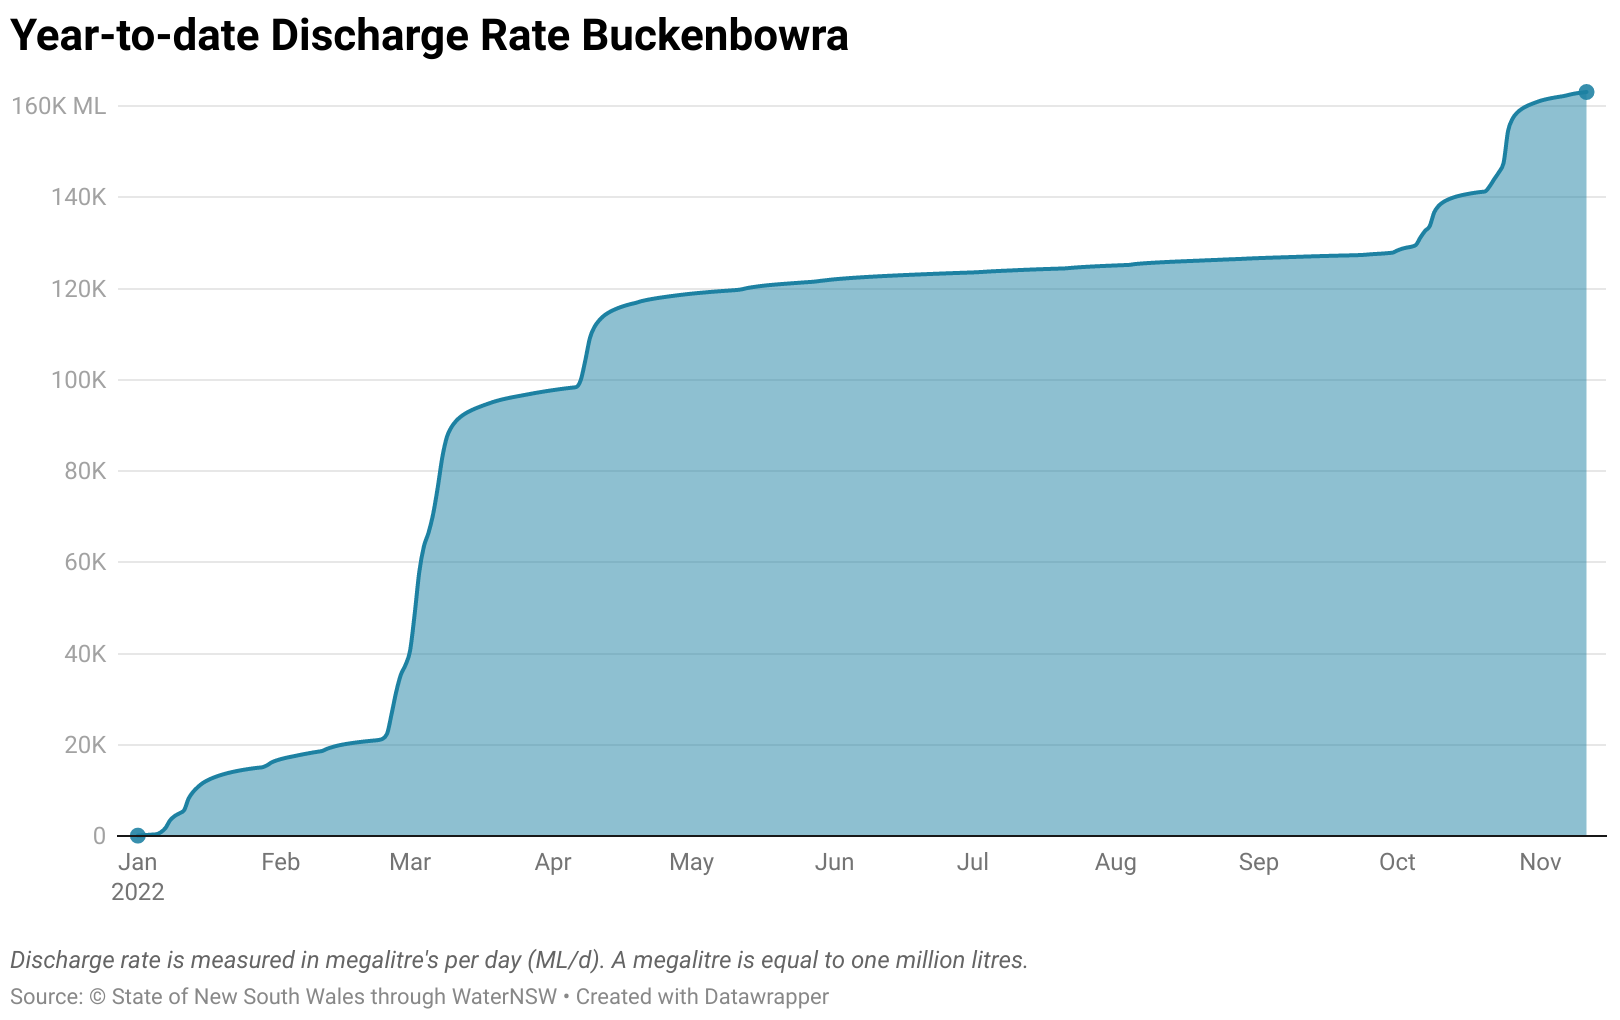 Year-to-date Discharge Rate Buckenbowra
160K ML
140K
120K
100K
80K
60K
40K
20K
0
Jan Feb Mar Apr May Jun Jul Aug Sep Oct Nov
2022
Discharge rate is measured in megalitre's per day (ML/d). A megalitre is equal to one million litres.
Source: © State of New South Wales through WaterNSW • Created with Datawrapper